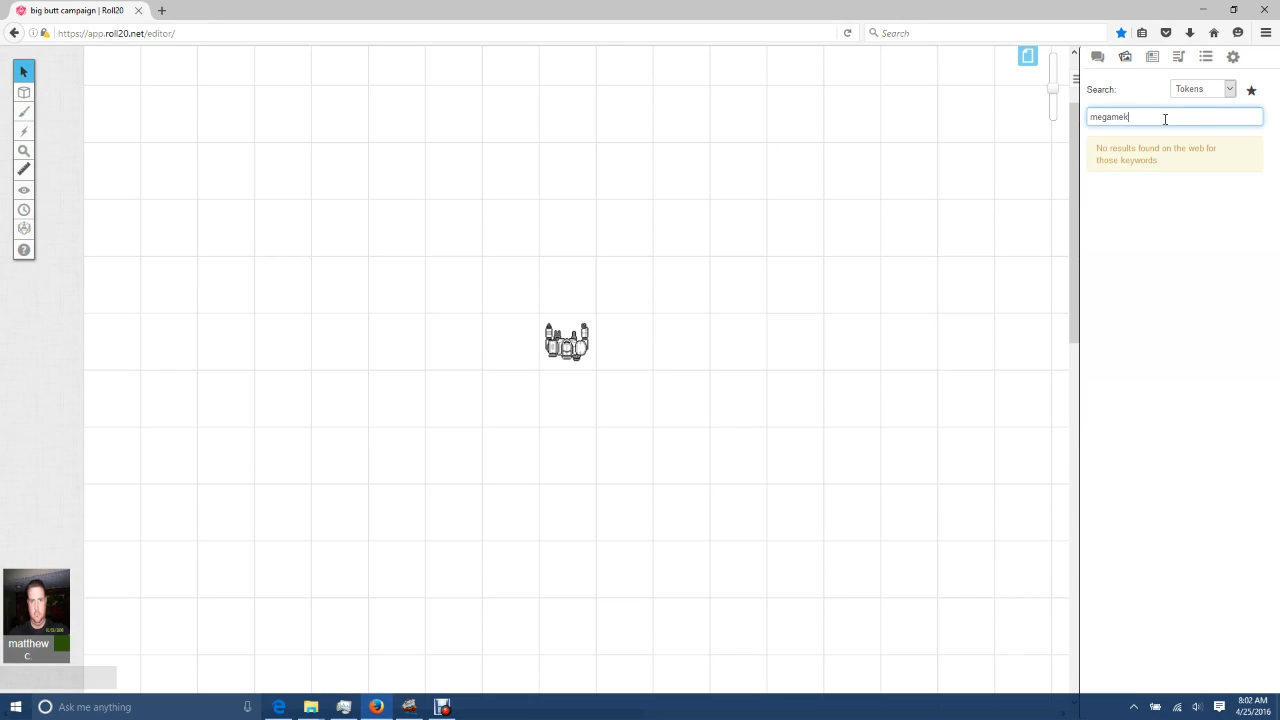 big butt campaign | Roll20
https://app.roll20.net/editor/
Search
Search:
Tokens
megamek
No results found on the web for
those keywords.
matthew
C.
Ask me anything
8:02 AM
4/25/2016